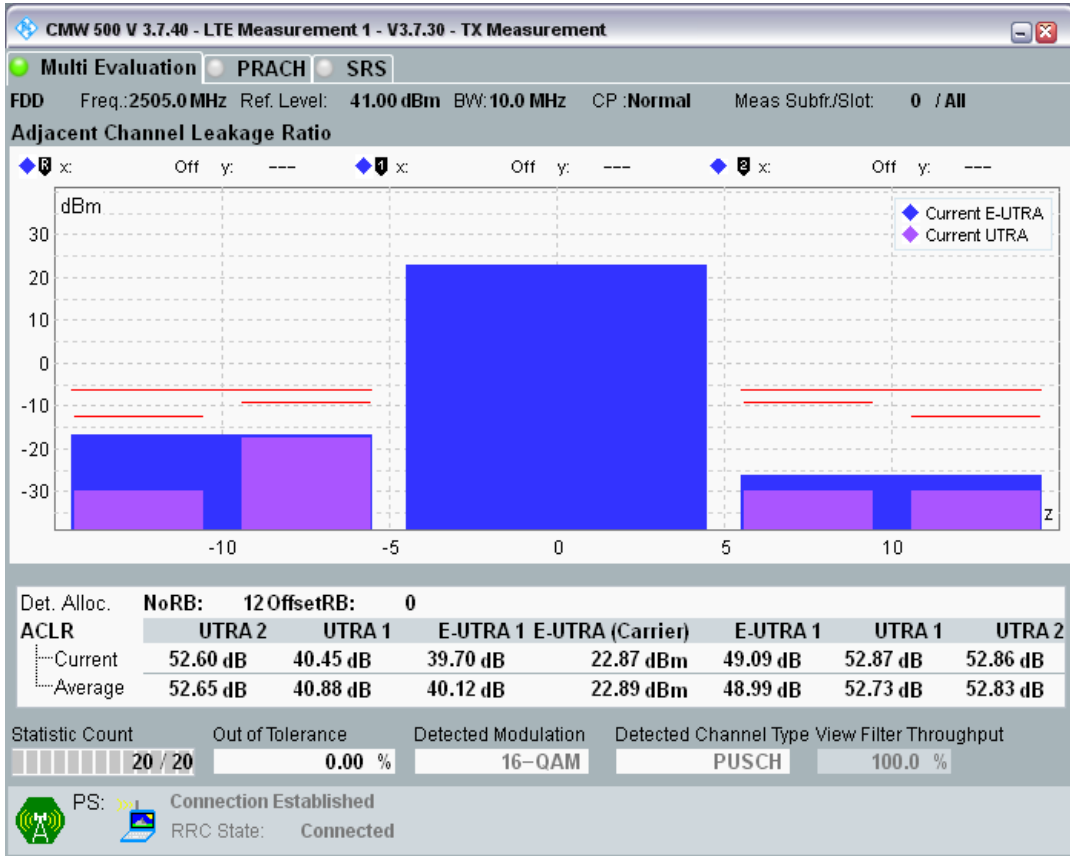 CMW 500 V 3.7.40 - LTE Measurement 1 - V3.7.30 - TX Measurement
Multi Evaluation PRACH SRS
FDD Freq.:2505.0 MHz Ref. Level: 41.00 dBm BW: 10.0 MHz CP :Normal Meas Subfr./Slot: 0 / All
Adjacent Channel Leakage Ratio
R x: Off y: --- 1 x: Off y: --- 2 x: Off y: ---
dBm
Current E-UTRA
Current UTRA
30
20
10
0
-10
-20
-30
z
-10 -5 0 5 10
Det. Alloc. NoRB: 12 OffsetRB: 0
ACLR UTRA 2 UTRA 1 E-UTRA 1 E-UTRA (Carrier) E-UTRA 1 UTRA 1 UTRA 2
Current 52.60 dB 40.45 dB 39.70 dB 22.87 dBm 49.09 dB 52.87 dB 52.86 dB
Average 52.65 dB 40.88 dB 40.12 dB 22.89 dBm 48.99 dB 52.73 dB 52.83 dB
Statistic Count Out of Tolerance Detected Modulation Detected Channel Type View Filter Throughput
20 / 20 0.00 % 16-QAM PUSCH 100.0 %
PS: Connection Established
RRC State: Connected